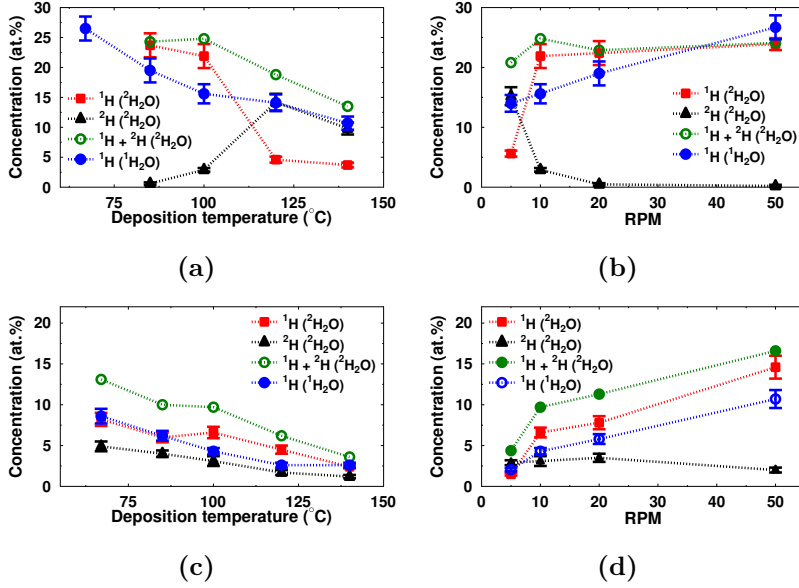 Concentration (at.%)
30
25
20
15
10
5
0
¹H (²H₂O)
²H (²H₂O)
¹H + ²H (²H₂O)
¹H (¹H₂O)
75 100 125 150
Deposition temperature (°C)
(a)
Concentration (at.%)
30
25
20
15
10
5
0
¹H (²H₂O)
²H (²H₂O)
¹H + ²H (²H₂O)
¹H (¹H₂O)
0 10 20 30 40 50
RPM
(b)
Concentration (at.%)
20
15
10
5
0
¹H (²H₂O)
²H (²H₂O)
¹H + ²H (²H₂O)
¹H (¹H₂O)
75 100 125 150
Deposition temperature (°C)
(c)
Concentration (at.%)
20
15
10
5
0
¹H (²H₂O)
²H (²H₂O)
¹H + ²H (²H₂O)
¹H (¹H₂O)
0 10 20 30 40 50
RPM
(d)